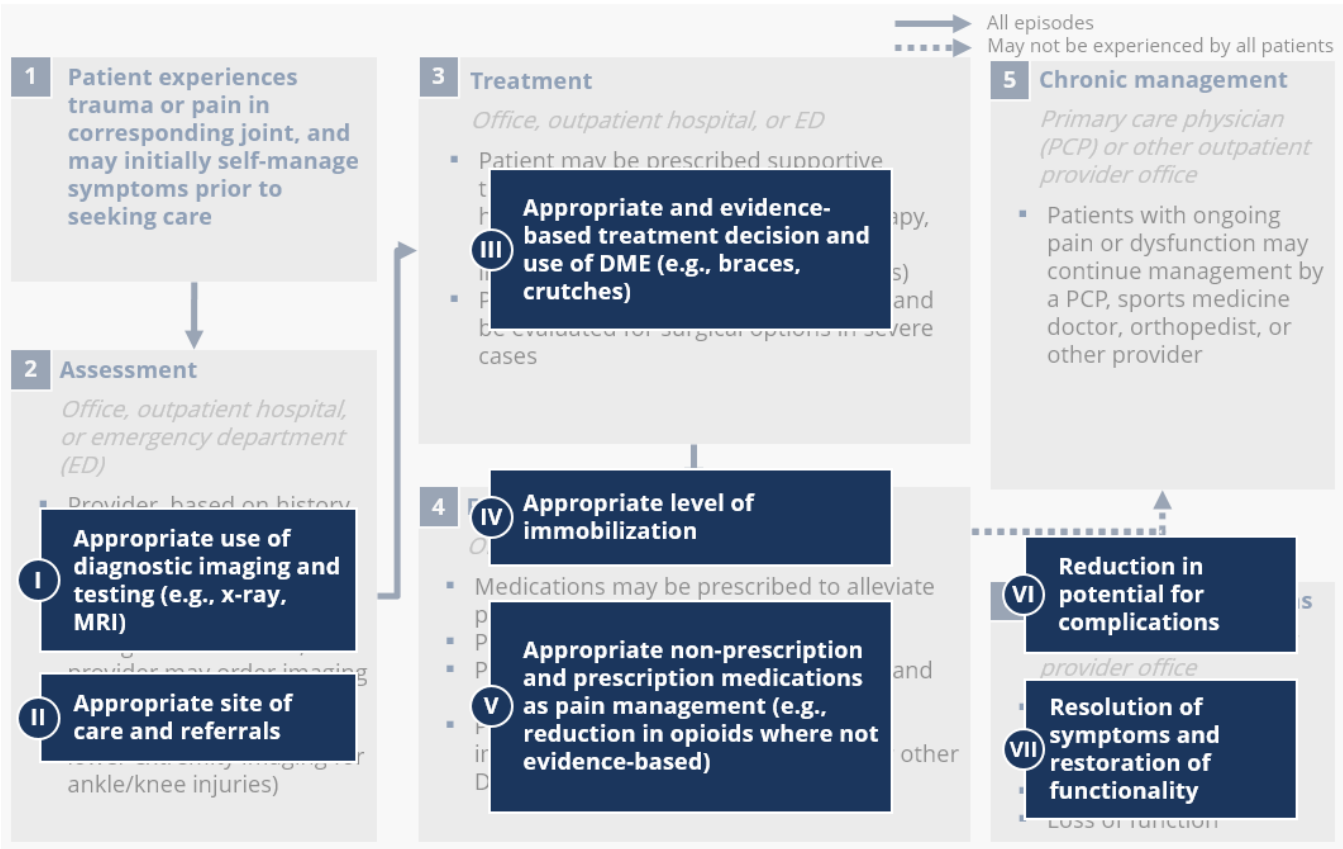 All episodes
May not be experienced by all patients
1
Patient experiences
trauma or pain in
corresponding joint, and
may initially self-manage
symptoms prior to
seeking care
2
Assessment
Office, outpatient hospital,
or emergency department
(ED)
▪ Provider, based on history
I
Appropriate use of
diagnostic imaging and
testing (e.g., x-ray,
MRI)
provider may order imaging
II
Appropriate site of
care and referrals
lower extremity imaging for
ankle/knee injuries)
3
Treatment
Office, outpatient hospital, or ED
▪ Patient may be prescribed supportive
III
Appropriate and evidence-
based treatment decision and
use of DME (e.g., braces,
crutches)
and
be evaluated for surgical options in severe
cases
4
IV
Appropriate level of
immobilization
▪ Medications may be prescribed to alleviate
and
V
Appropriate non-prescription
and prescription medications
as pain management (e.g.,
reduction in opioids where not
evidence-based)
other
5
Chronic management
Primary care physician
(PCP) or other outpatient
provider office
▪ Patients with ongoing
pain or dysfunction may
continue management by
a PCP, sports medicine
doctor, orthopedist, or
other provider
VI
Reduction in
potential for
complications
provider office
VII
Resolution of
symptoms and
restoration of
functionality
Loss of function